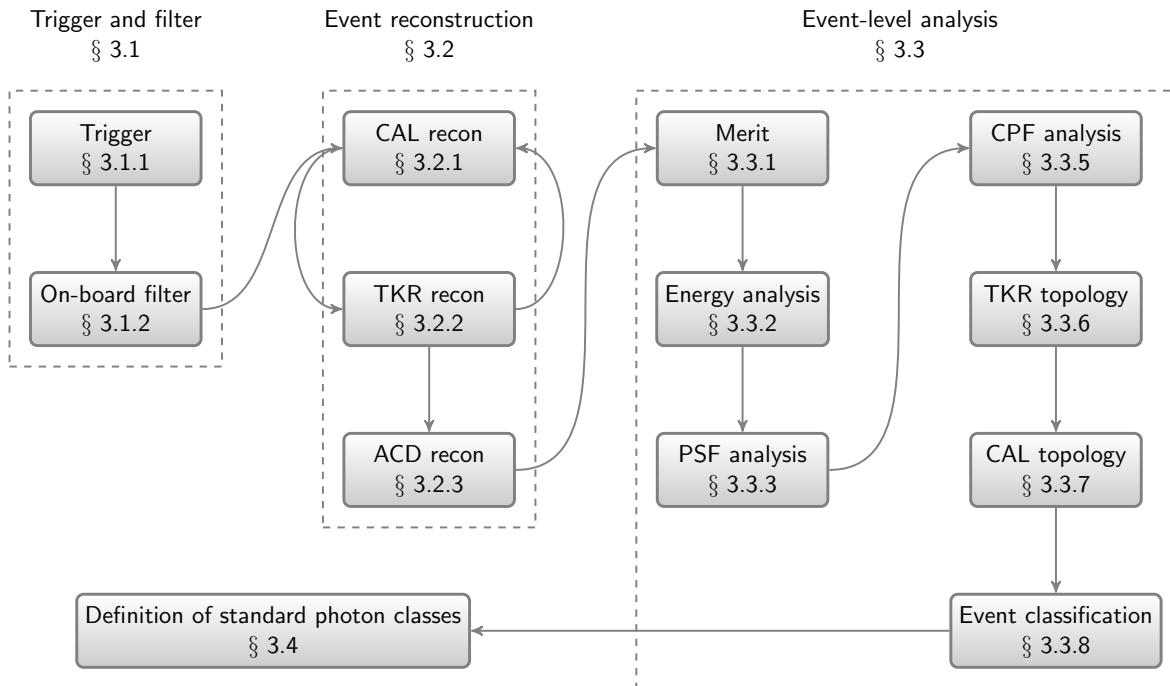 Trigger and filter
§ 3.1
Event reconstruction
§ 3.2
Event-level analysis
§ 3.3
Trigger
§ 3.1.1
On-board filter
§ 3.1.2
CAL recon
§ 3.2.1
TKR recon
§ 3.2.2
ACD recon
§ 3.2.3
Merit
§ 3.3.1
Energy analysis
§ 3.3.2
PSF analysis
§ 3.3.3
CPF analysis
§ 3.3.5
TKR topology
§ 3.3.6
CAL topology
§ 3.3.7
Event classification
§ 3.3.8
Definition of standard photon classes
§ 3.4